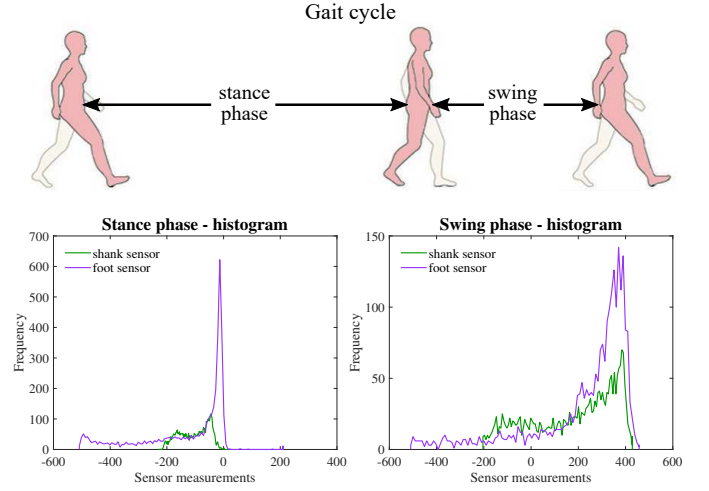 Gait cycle
stance
phase
swing
phase
Stance phase - histogram
700
600
500
400
300
200
100
0
Frequency
shank sensor
foot sensor
-600
-400
-200
0
200
400
Sensor measurements
Swing phase - histogram
150
100
50
0
Frequency
shank sensor
foot sensor
-600
-400
-200
0
200
400
600
Sensor measurements